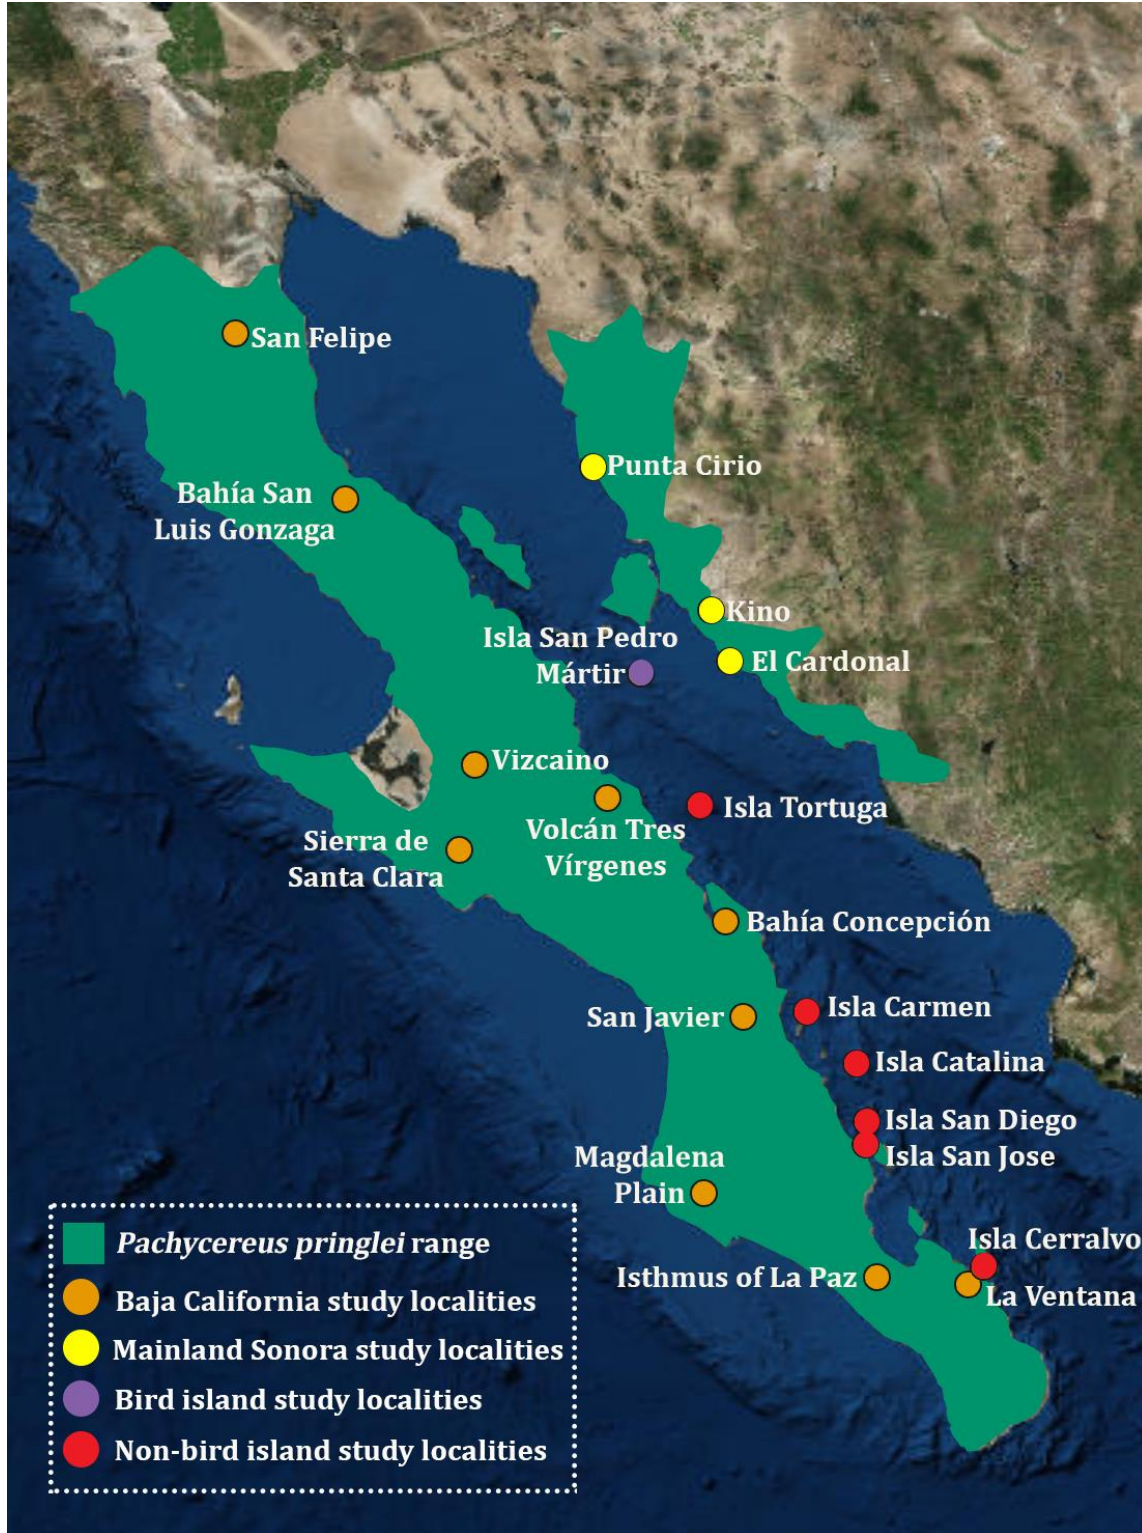 San Felipe
Punta Cirio
Bahía San
Luis Gonzaga
Kino
Isla San Pedro
Mártir
El Cardonal
Vizcaino
Isla Tortuga
Volcán Tres
Vírgenes
Sierra de
Santa Clara
Bahía Concepción
San Javier
Isla Carmen
Isla Catalina
Isla San Diego
Isla San Jose
Magdalena
Plain
Isla Cerralvo
Isthmus of La Paz
La Ventana
Pachycereus pringlei range
Baja California study localities
Mainland Sonora study localities
Bird island study localities
Non-bird island study localities